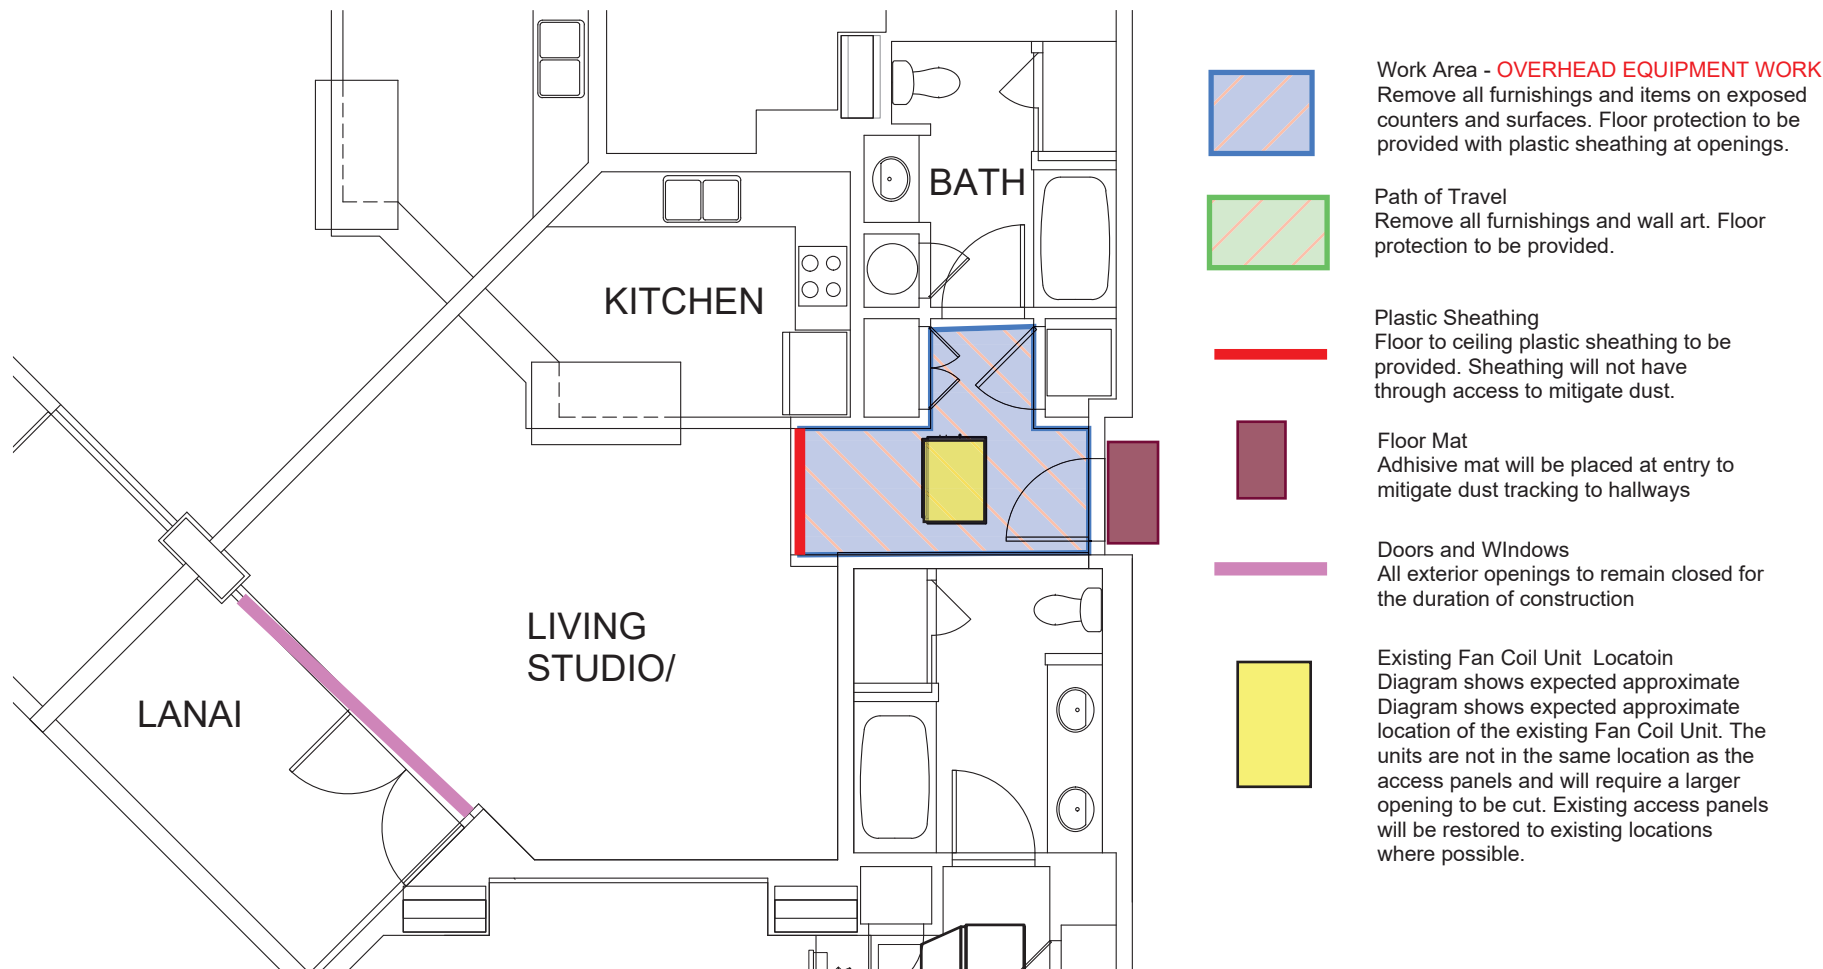 BATH
KITCHEN
LIVING
STUDIO/
LANAI
Work Area - OVERHEAD EQUIPMENT WORK
Remove all furnishings and items on exposed
counters and surfaces. Floor protection to be
provided with plastic sheathing at openings.
Path of Travel
Remove all furnishings and wall art. Floor
protection to be provided.
Plastic Sheathing
Floor to ceiling plastic sheathing to be
provided. Sheathing will not have
through access to mitigate dust.
Floor Mat
Adhisive mat will be placed at entry to
mitigate dust tracking to hallways
Doors and WIndows
All exterior openings to remain closed for
the duration of construction
Existing Fan Coil Unit  Locatoin
Diagram shows expected approximate
Diagram shows expected approximate
location of the existing Fan Coil Unit. The
units are not in the same location as the
access panels and will require a larger
opening to be cut. Existing access panels
will be restored to existing locations
where possible.